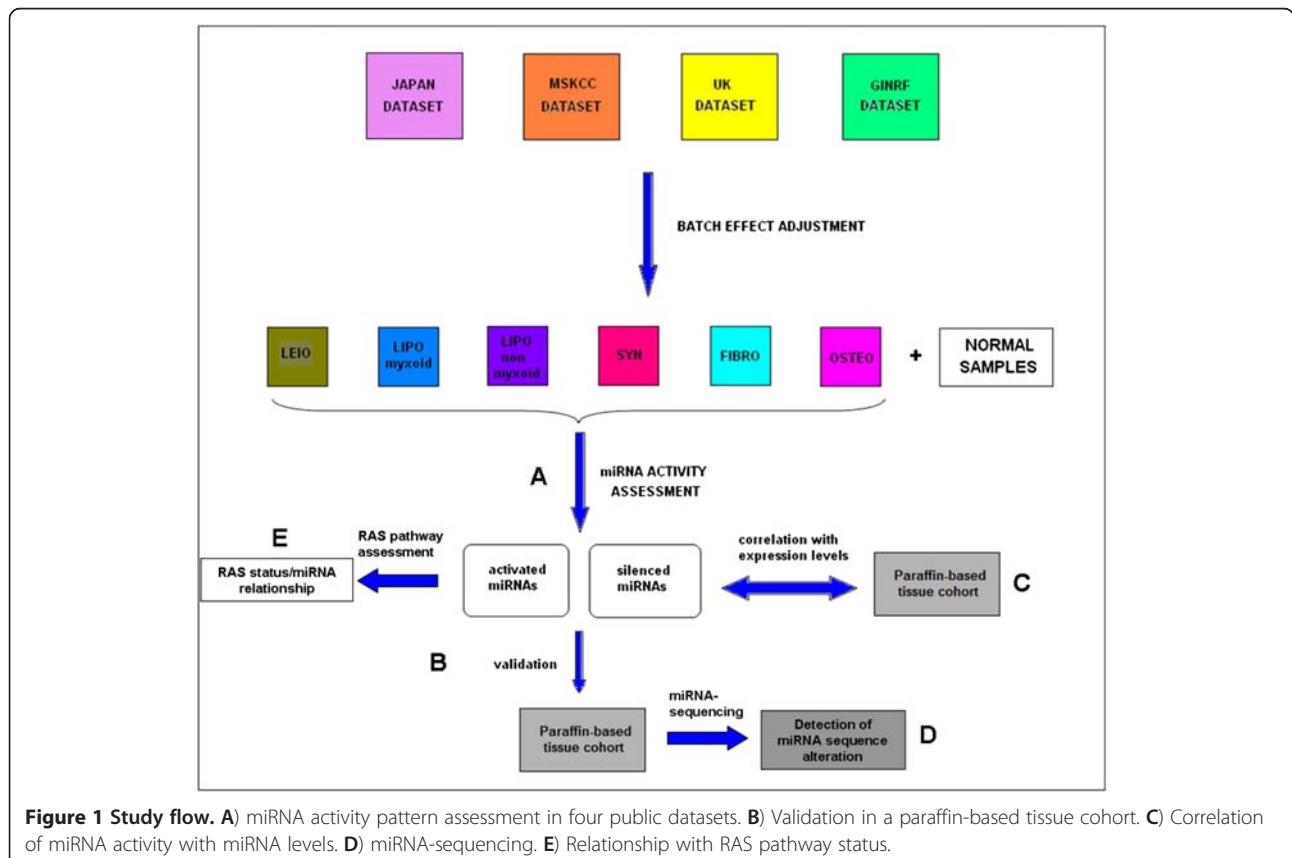 JAPAN
DATASET
MSKCC
DATASET
UK
DATASET
GINRF
DATASET
BATCH EFFECT ADJUSTMENT
LEIO
LIPO
myxoid
LIPO
non
myxoid
SYN
FIBRO
OSTEO
+
NORMAL
SAMPLES
A
miRNA ACTIVITY
ASSESSMENT
E
RAS pathway
assessment
RAS status/miRNA
relationship
activated
miRNAs
silenced
miRNAs
correlation with
expression levels
Paraffin-based
tissue cohort
C
B
validation
Paraffin-based
tissue cohort
miRNA-
sequencing
Detection of
miRNA sequence
alteration
D
Figure 1 Study flow. A) miRNA activity pattern assessment in four public datasets. B) Validation in a paraffin-based tissue cohort. C) Correlation
of miRNA activity with miRNA levels. D) miRNA-sequencing. E) Relationship with RAS pathway status.